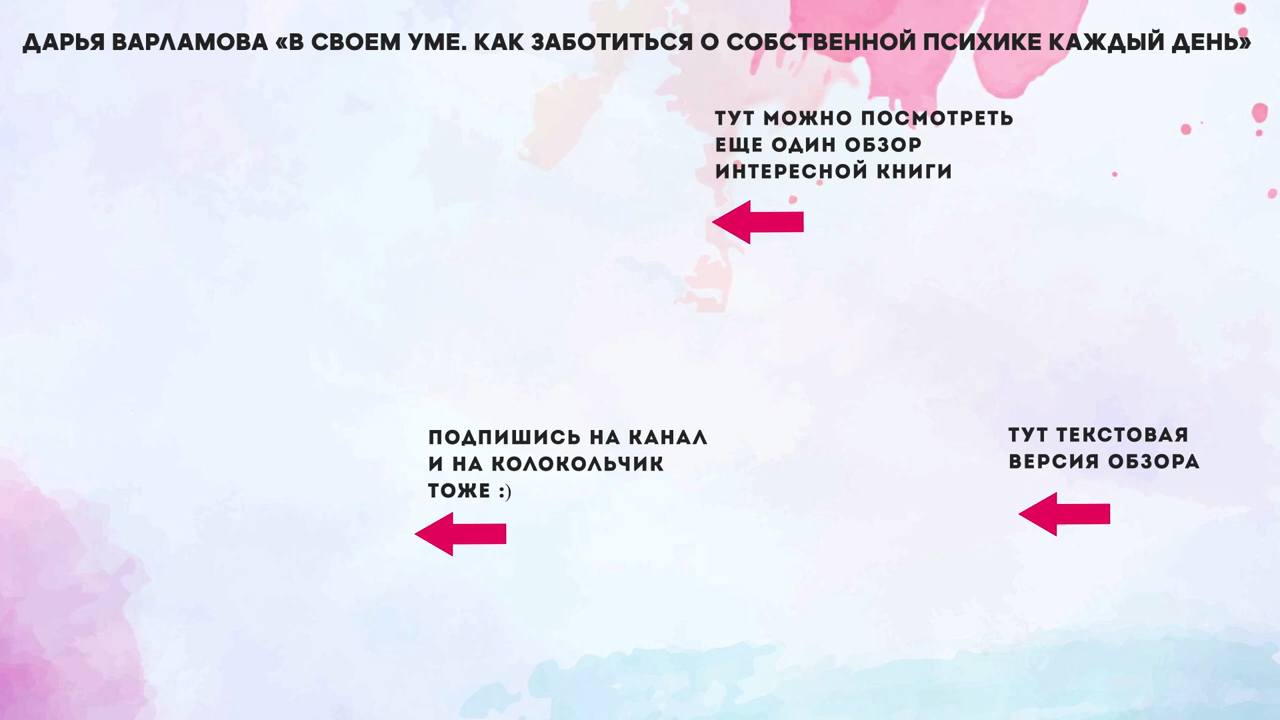 ДАРЬЯ ВАРЛАМОВА «В СВОЕМ УМЕ. КАК ЗАБОТИТЬСЯ О СОБСТВЕННОЙ ПСИХИКЕ КАЖДЫЙ ДЕНЬ»
ТУТ МОЖНО ПОСМОТРЕТЬ
ЕЩЕ ОДИН ОБЗОР
ИНТЕРЕСНОЙ КНИГИ
ПОДПИШИСЬ НА КАНАЛ
И НА КОЛОКОЛЬЧИК
ТОЖЕ :)
ТУТ ТЕКСТОВАЯ
ВЕРСИЯ ОБЗОРА